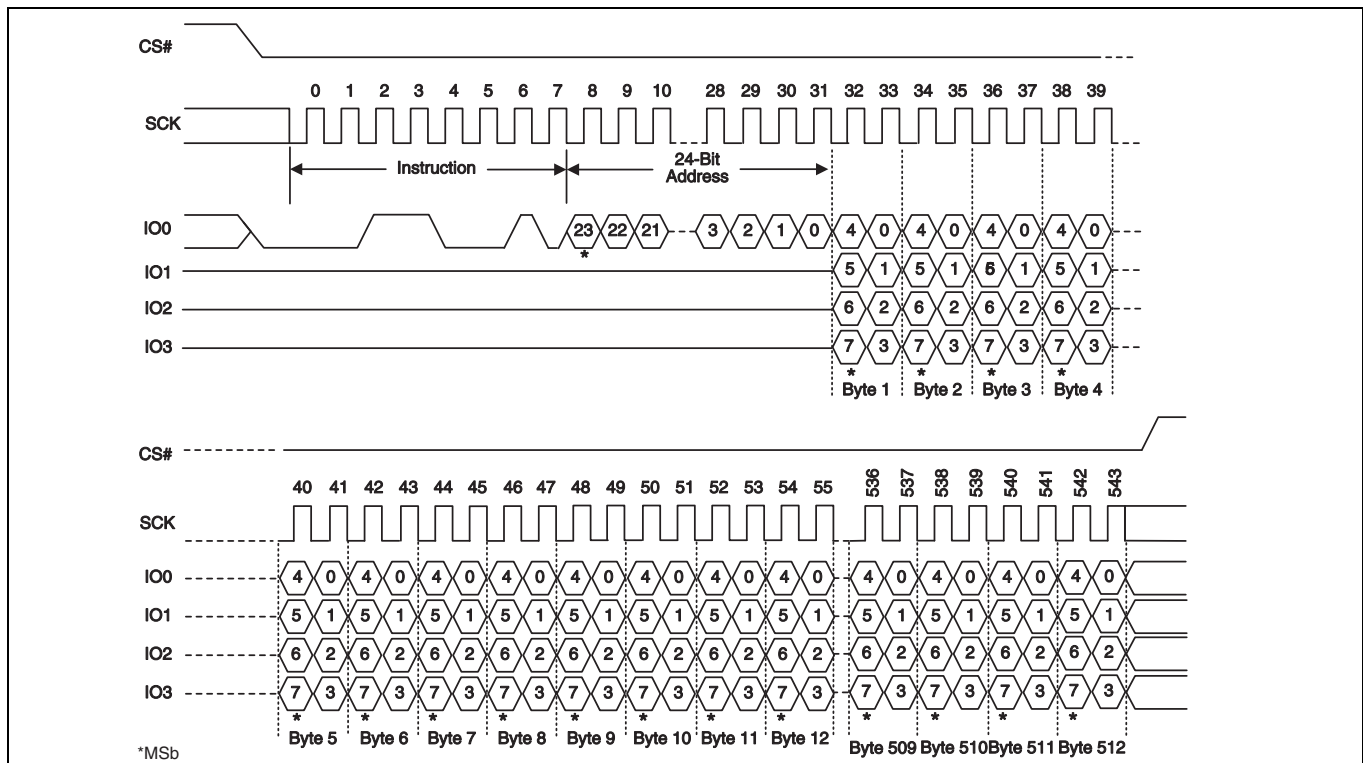 CS#
0 1 2 3 4 5 6 7 8 9 10 28 29 30 31 32 33 34 35 36 37 38 39
SCK
Instruction 24-Bit
Address
IO0 23 22 21 3 2 1 0 4 0 4 0 4 0 4 0
*
IO1 5 1 5 1 6 1 5 1
IO2 6 2 6 2 6 2 6 2
IO3 7 3 7 3 7 3 7 3
* * * *
Byte 1 Byte 2 Byte 3 Byte 4
CS#
40 41 42 43 44 45 46 47 48 49 50 51 52 53 54 55 536 537 538 539 540 541 542 543
SCK
IO0 4 0 4 0 4 0 4 0 4 0 4 0 4 0 4 0 4 0 4 0 4 0 4 0
IO1 5 1 5 1 5 1 5 1 5 1 5 1 5 1 5 1 5 1 5 1 5 1 5 1
IO2 6 2 6 2 6 2 6 2 6 2 6 2 6 2 6 2 6 2 6 2 6 2 6 2
IO3 7 3 7 3 7 3 7 3 7 3 7 3 7 3 7 3 7 3 7 3 7 3 7 3
* * * * * * * * * * * *
Byte 5 Byte 6 Byte 7 Byte 8 Byte 9 Byte 10 Byte 11 Byte 12 Byte 509 Byte 510 Byte 511 Byte 512
*MSb